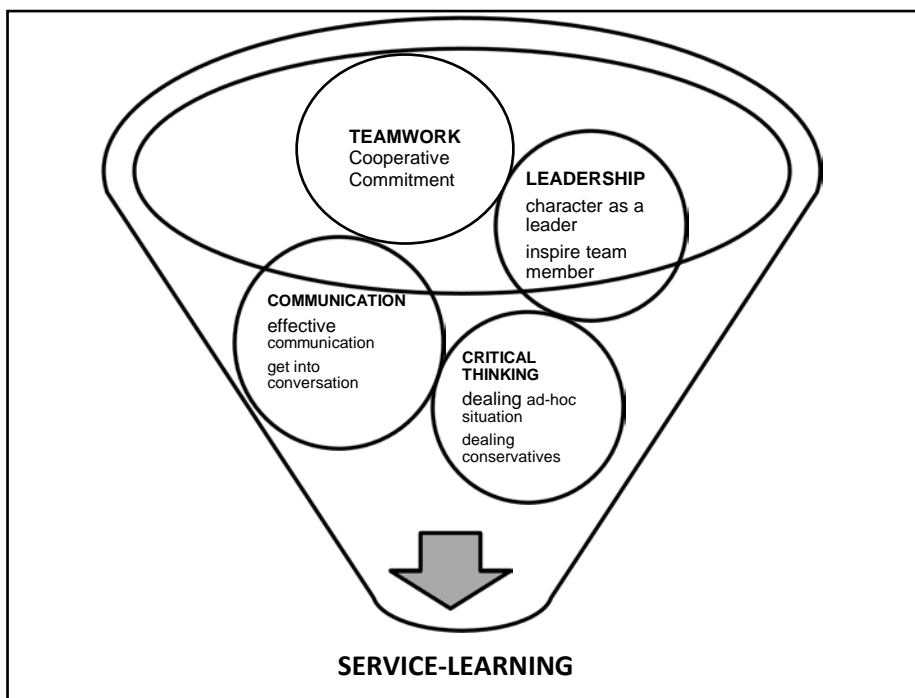 TEAMWORK
Cooperative
Commitment
LEADERSHIP
character as a
leader
inspire team
member
COMMUNICATION
effective
communication
get into
conversation
CRITICAL
THINKING
dealing ad-hoc
situation
dealing
conservatives
SERVICE-LEARNING